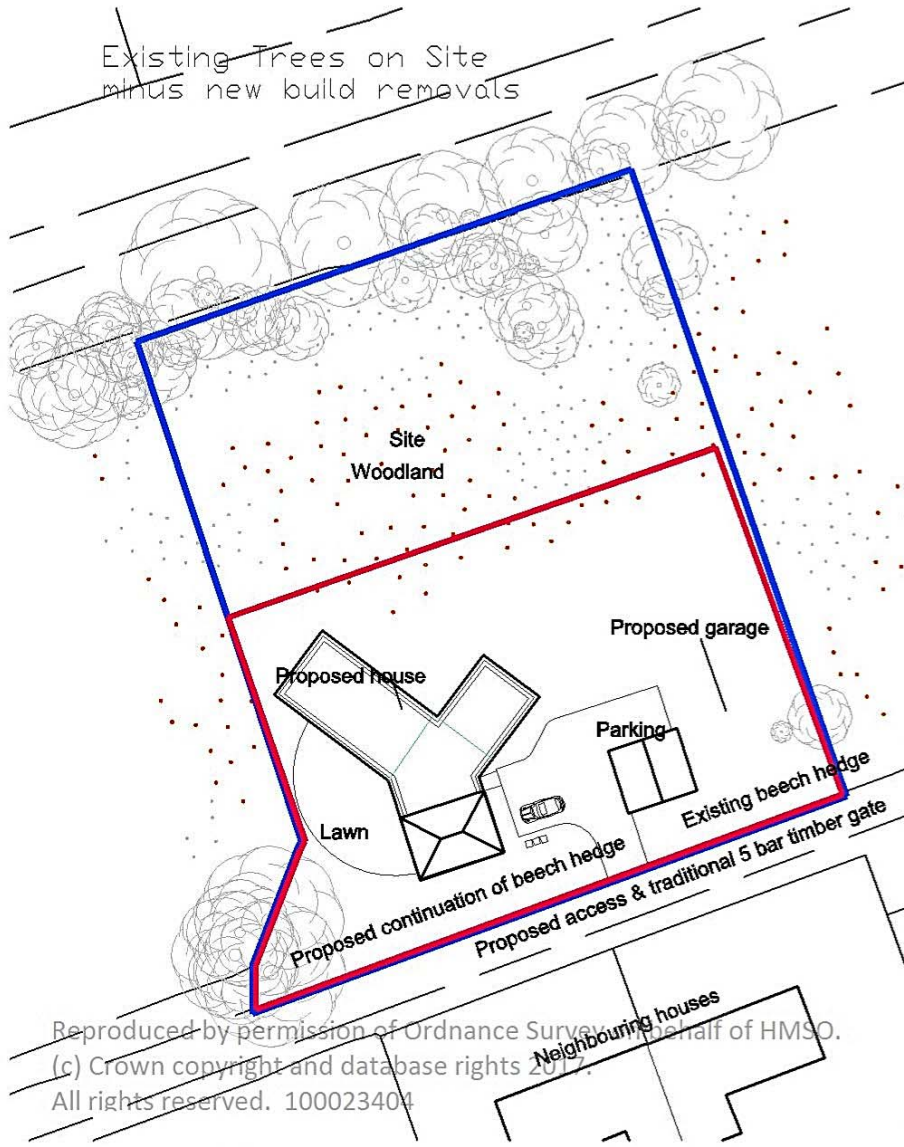 Existing Trees on Site
minus new build removals
Site
Woodland
Proposed garage
Proposed house
Parking
Existing beech hedge
Lawn
Proposed continuation of beech hedge
Proposed access & traditional 5 bar timber gate
Neighbouring houses
Reproduced by permission of Ordnance Survey behalf of HMSO.
(c) Crown copyright and database rights 2017.
All rights reserved. 100023404